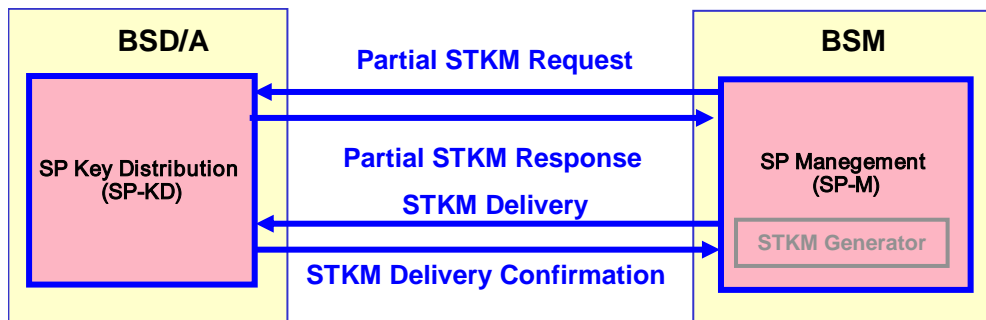 BSD/A
BSM
Partial STKM Request
SP Key Distribution
(SP-KD)
Partial STKM Response
SP Manegement
(SP-M)
STKM Delivery
STKM Generator
STKM Delivery Confirmation